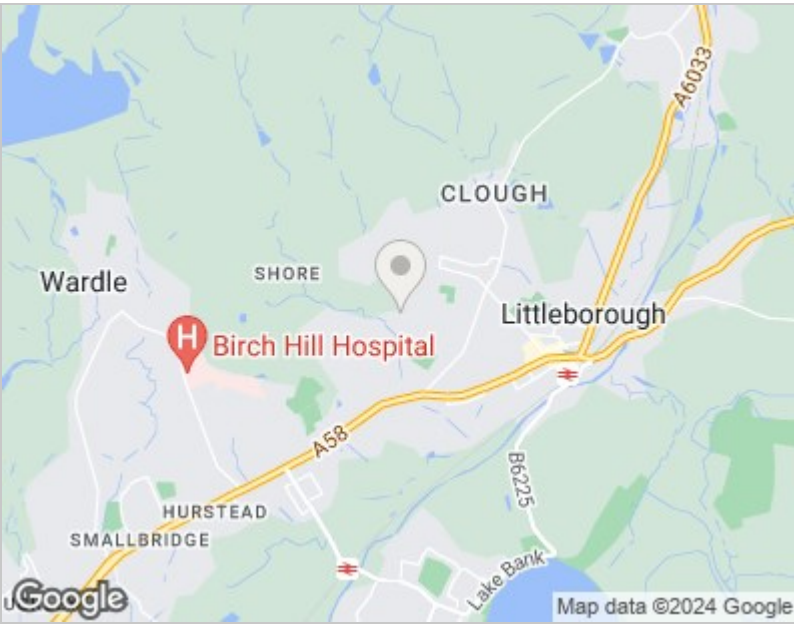 A6033
CLOUGH
SHORE
Wardle
Littleborough
H
Birch Hill Hospital
A58
B6225
HURSTEAD
SMALLBRIDGE
Lake Bank
Google
Map data ©2024 Google